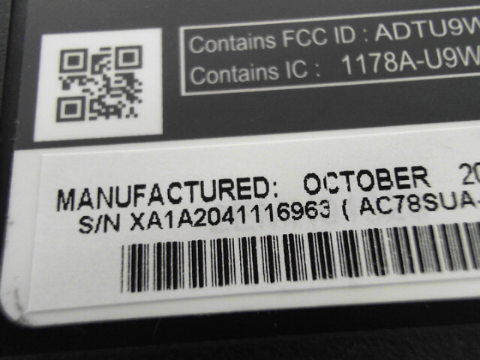 Contains FCC ID : ADTU9W
Contains IC : 1178A-U9W
MANUFACTURED: OCTOBER 20
S/N XA1A2041116963 ( AC78SUA-